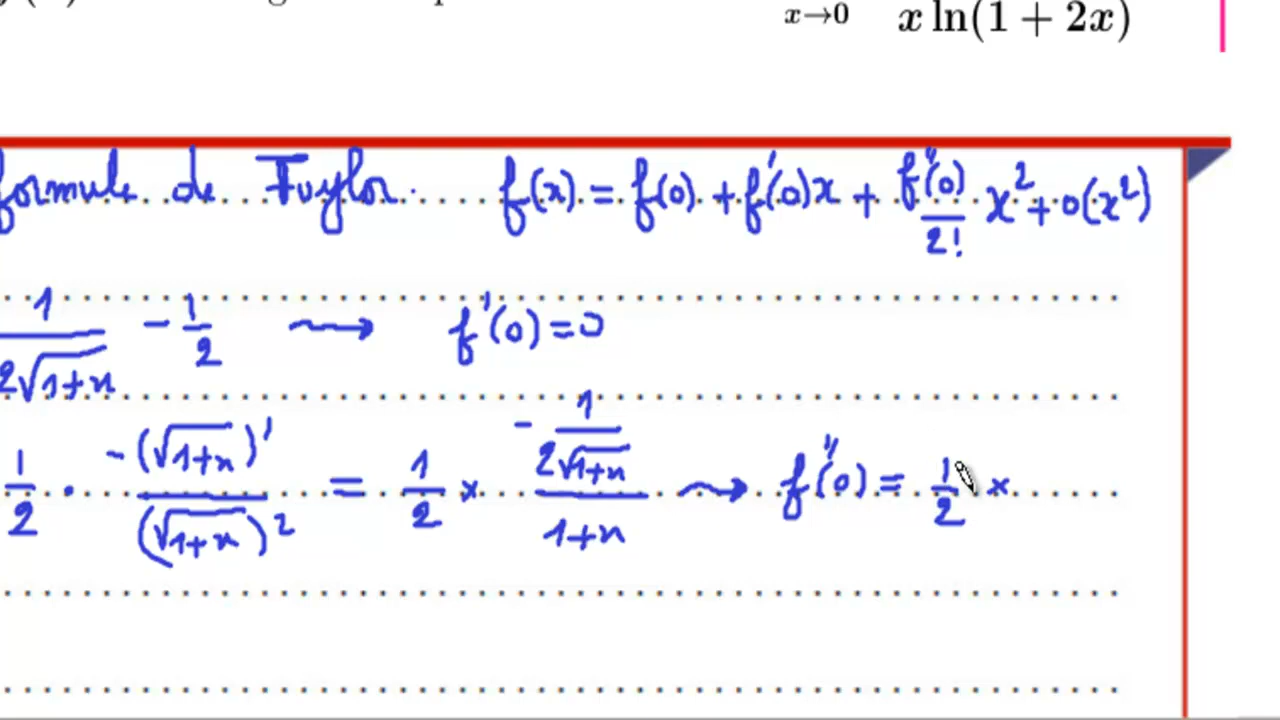 x→0 x ln(1 + 2x)
formule de Taylor. f(x) = f(0) + f'(0)x + f''(0)/2! x² + o(x²)
1/(2√(1+x)) - 1/2 ⟿ f'(0) = 0
1/2 · -(√(1+x))'/(√(1+x))² = 1/2 × (-1/(2√(1+x)))/(1+x) ⟿ f''(0) = 1/2 ×